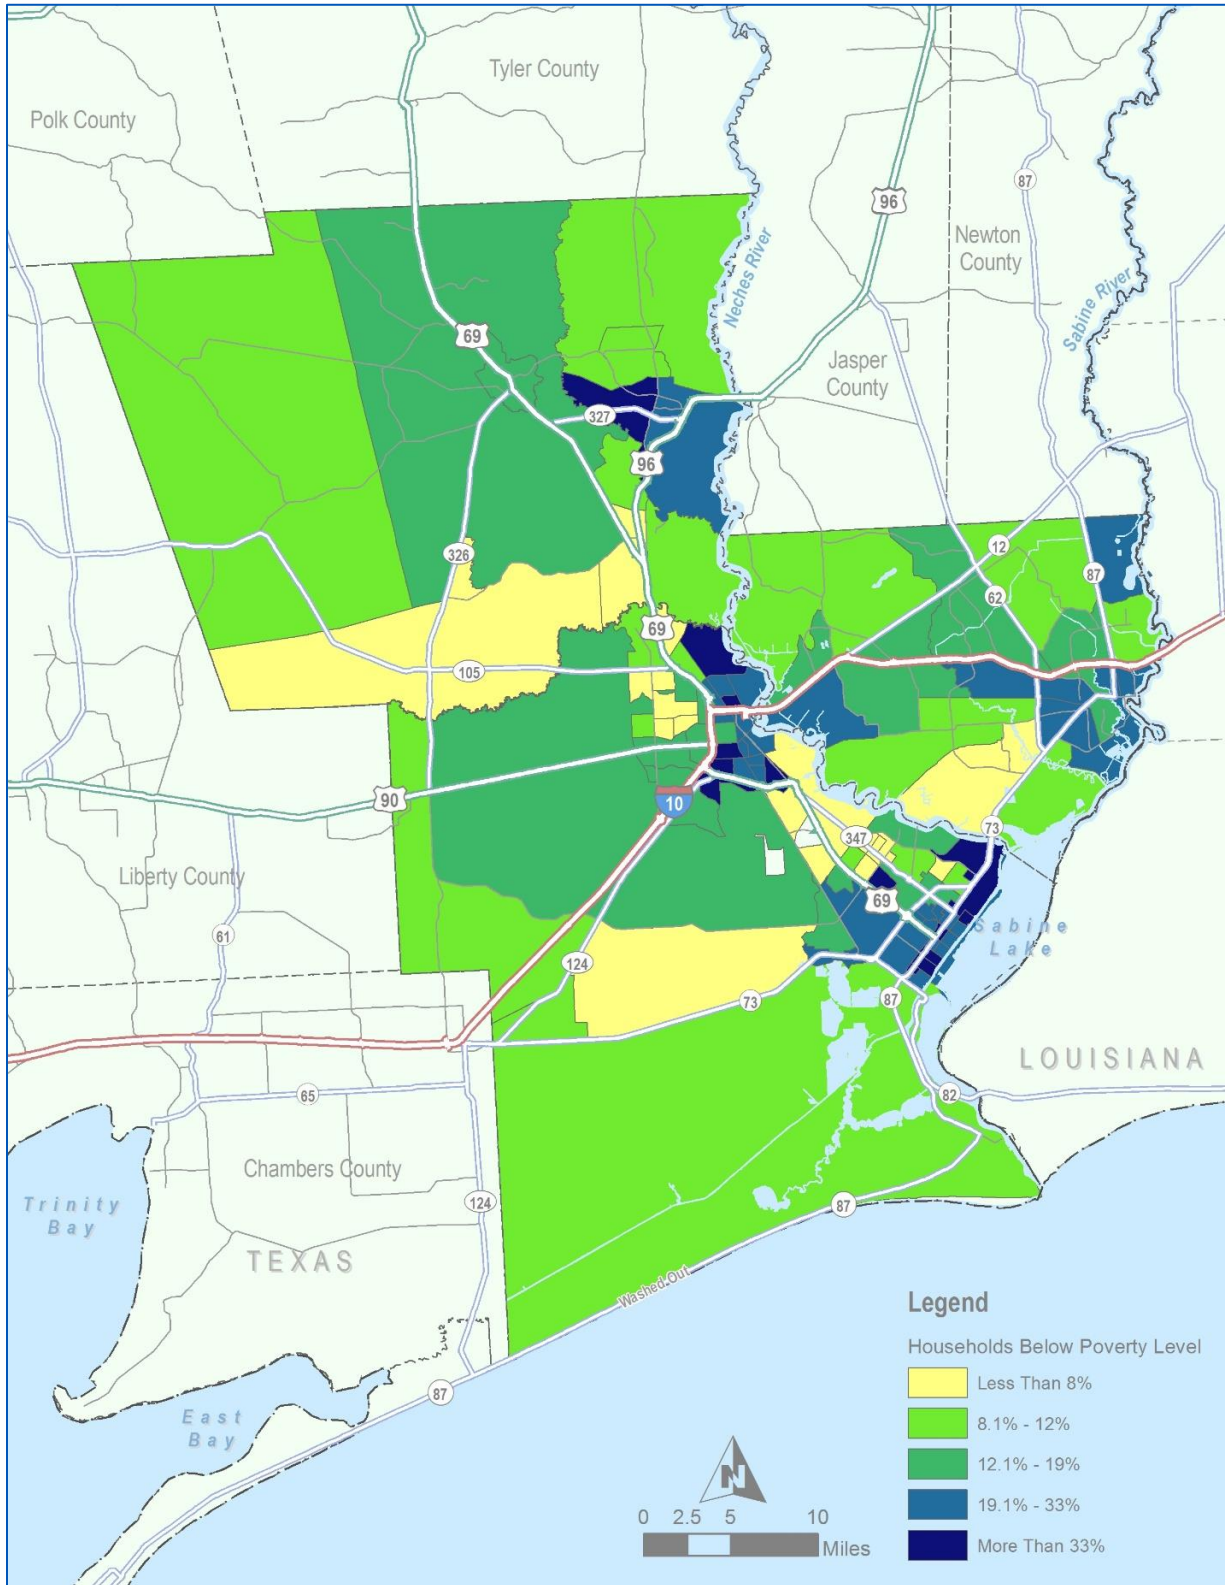 Tyler County
Polk County
87
96
Newton
County
Neches River
Sabine River
69
Jasper
County
327
96
12
326
87
62
69
105
90
10
347
73
Liberty County
69
61
Sabine
Lake
124
73
87
LOUISIANA
65
82
Chambers County
Trinity
Bay
124
87
TEXAS
Washed Out
Legend
Households Below Poverty Level
Less Than 8%
8.1% - 12%
87
East
Bay
N
12.1% - 19%
19.1% - 33%
0 2.5 5 10
Miles
More Than 33%